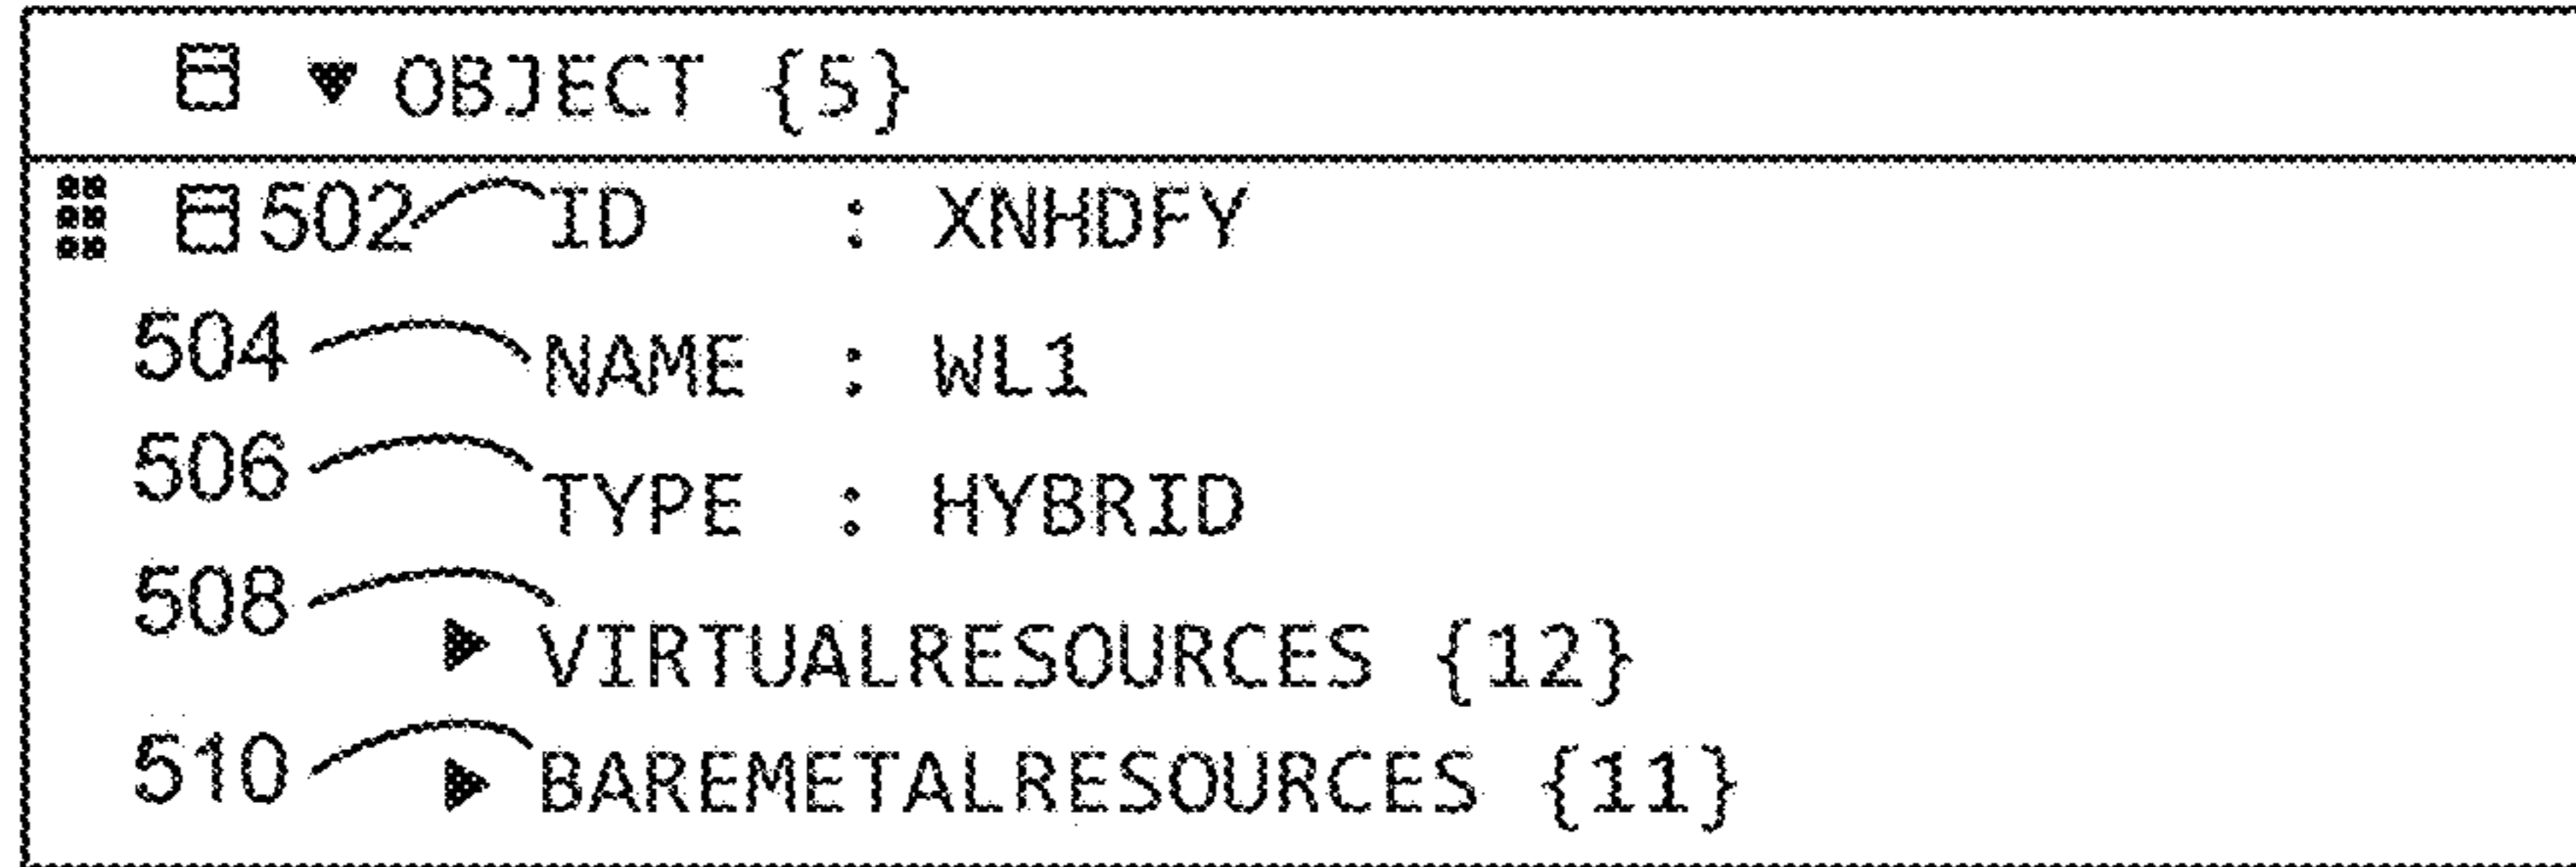 ▼ OBJECT {5}
502 ID : XNHDFY
504 NAME : WL1
506 TYPE : HYBRID
508 ▶ VIRTUALRESOURCES {12}
510 ▶ BAREMETALRESOURCES {11}